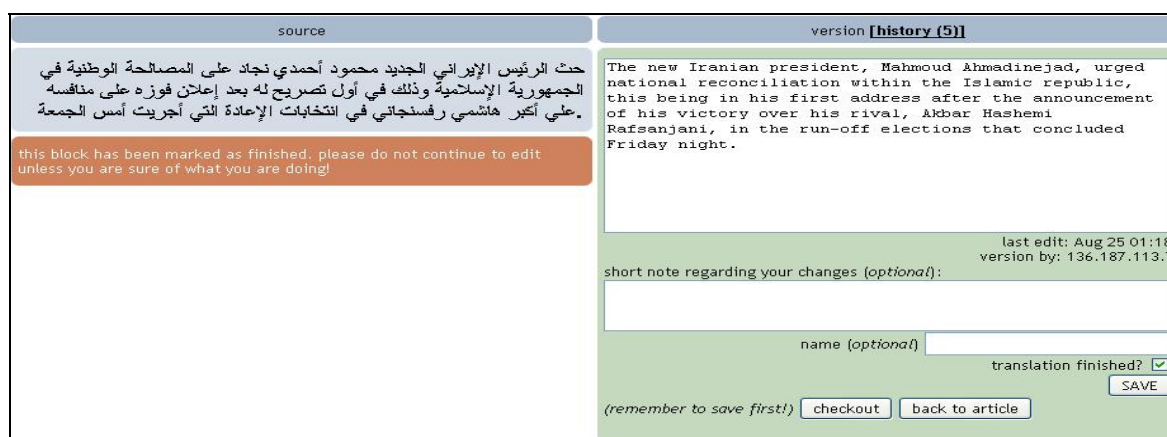 source
حث الرئيس الإيراني الجديد محمود أحمدي نجاد على المصالحة الوطنية في
الجمهورية الإسلامية وذلك في أول تصريح له بعد إعلان فوزه على منافسه
علي أكبر هاشمي رفسنجاني في انتخابات الإعادة التي أجريت أمس الجمعة.
this block has been marked as finished. please do not continue to edit
unless you are sure of what you are doing!
version [history (5)]
The new Iranian president, Mahmoud Ahmadinejad, urged
national reconciliation within the Islamic republic,
this being in his first address after the announcement
of his victory over his rival, Akbar Hashemi
Rafsanjani, in the run-off elections that concluded
Friday night.
last edit: Aug 25 01:18
version by: 136.187.113.
short note regarding your changes (optional):
name (optional)
translation finished?
SAVE
(remember to save first!) checkout back to article